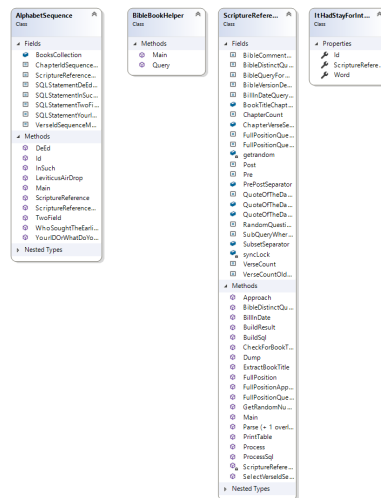 AlphabetSequence
Class
Fields
BooksCollection
ChapterIdSequence...
ScriptureReference...
SQLStatementDeEd...
SQLStatementInSuc...
SQLStatementTwoFi...
SQLStatementYourI...
VerseIdSequenceM...
Methods
DeEd
Id
InSuch
LeviticusAirDrop
Main
ScriptureReference
ScriptureReference...
TwoField
WhoSoughtTheEarli...
YourIDOrWhatDoYo...
Nested Types
BibleBookHelper
Class
Methods
Main
Query
ScriptureRefere...
Class
Fields
BibleComment...
BibleDistinctQu...
BibleQueryFor...
BibleVersionDe...
BillInDateQuery...
BookTitleChapt...
ChapterCount
ChapterVerseSe...
FullPositionQue...
FullPositionQue...
getrandom
Post
Pre
PrePostSeparator
QuoteOfTheDa...
QuoteOfTheDa...
QuoteOfTheDa...
RandomQuesti...
SubQueryWher...
SubsetSeparator
syncLock
VerseCount
VerseCountOld...
Methods
Approach
BibleDistinctQu...
BillInDate
BuildResult
BuildSql
CheckForBookT...
Dump
ExtractBookTitle
FullPosition
FullPositionApp...
FullPositionQue...
GetRandomNu...
Main
Parse (+ 1 overl...
PrintTable
Process
ProcessSql
ScriptureRefere...
SelectVerseIdSe...
Nested Types
ItHadStayForInt...
Class
Properties
Id
ScriptureRefere...
Word